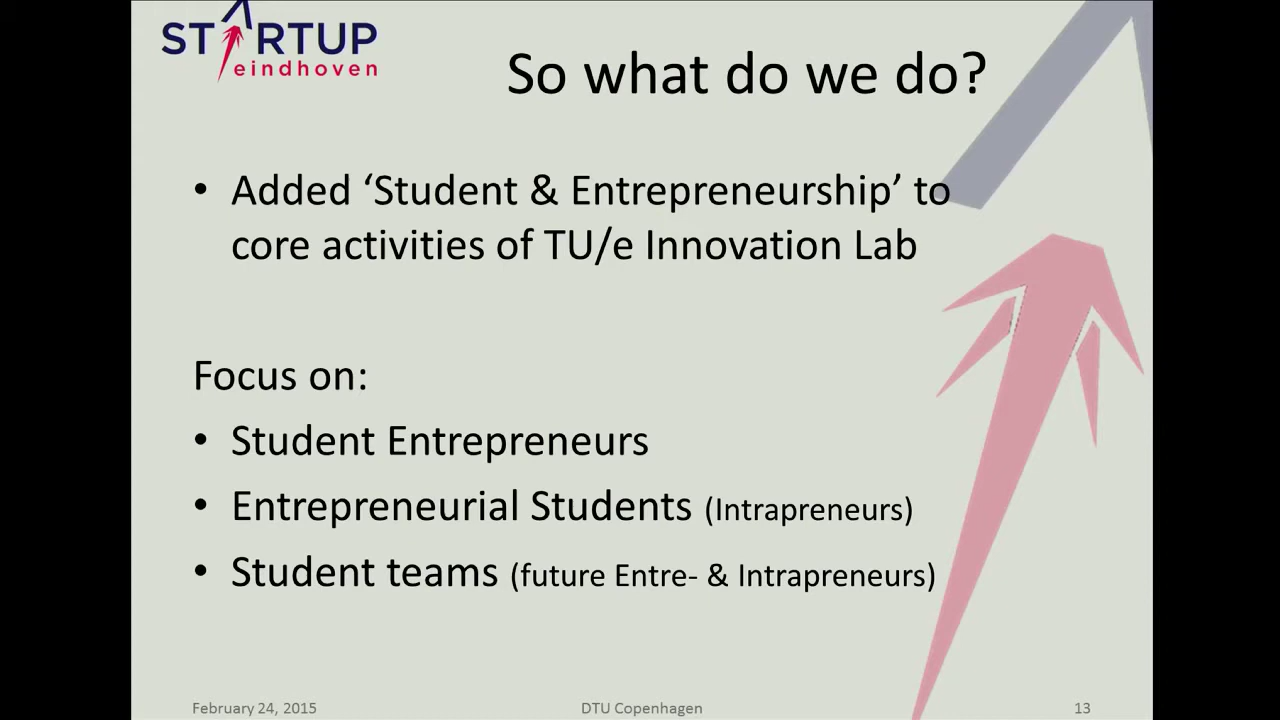 STARTUP
eindhoven
So what do we do?
• Added ‘Student & Entrepreneurship’ to
core activities of TU/e Innovation Lab
Focus on:
• Student Entrepreneurs
• Entrepreneurial Students (Intrapreneurs)
• Student teams (future Entre- & Intrapreneurs)
February 24, 2015
DTU Copenhagen
13